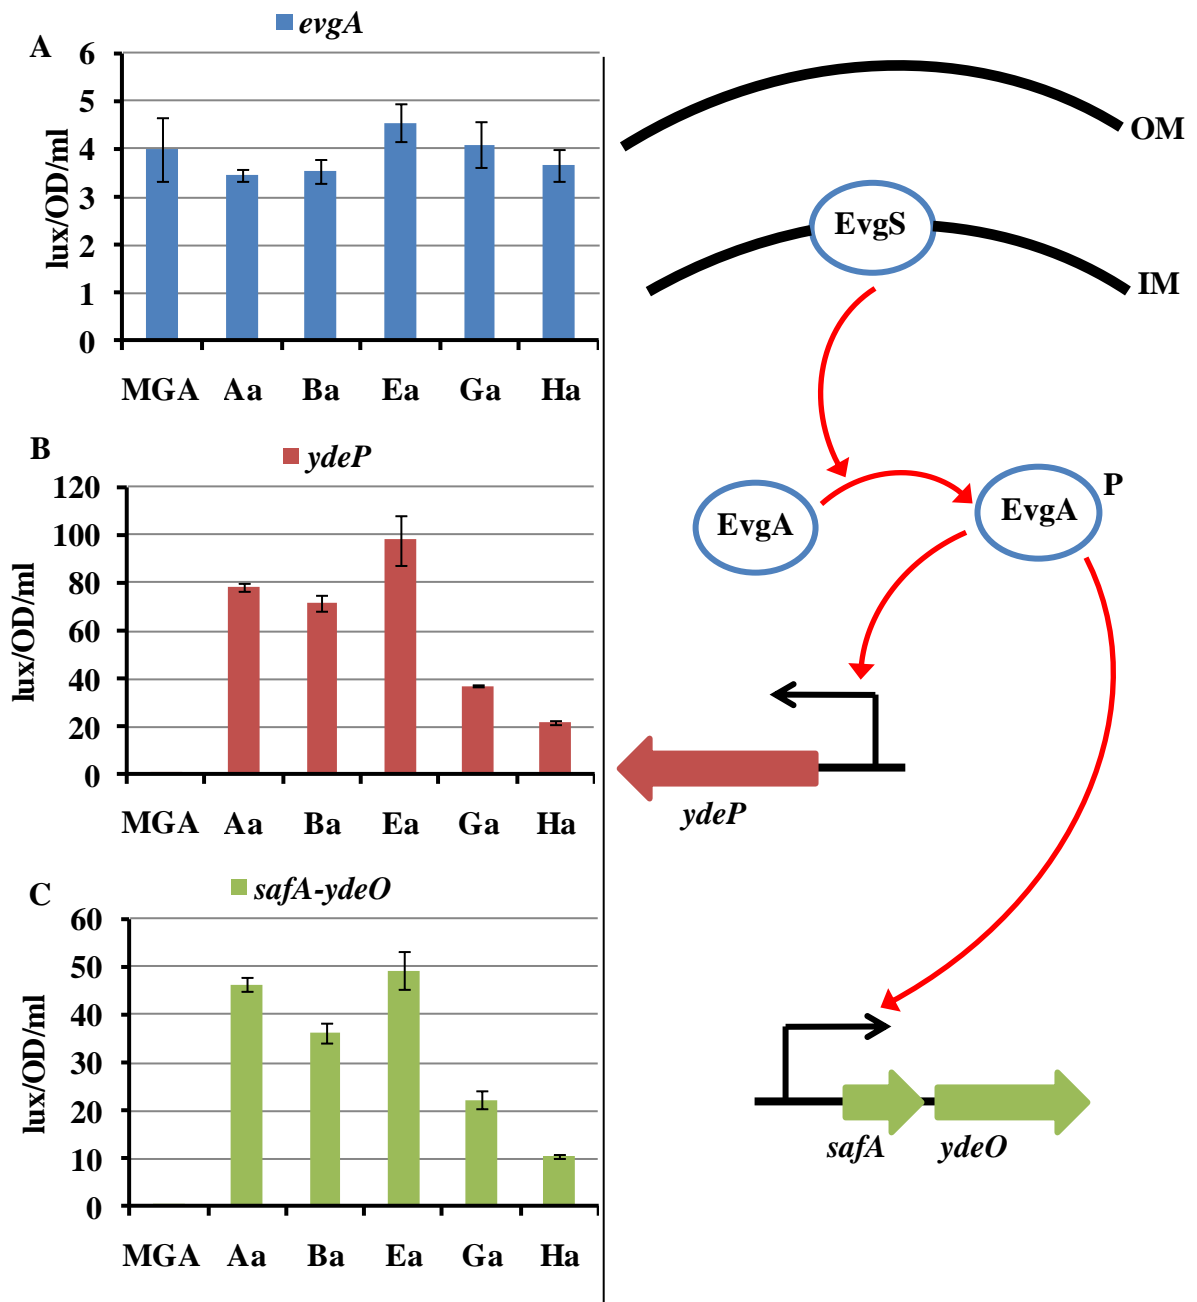 A
evgA
lux/OD/ml
6
5
4
3
2
1
0
MGA Aa Ba Ea Ga Ha
B
ydeP
lux/OD/ml
120
100
80
60
40
20
0
MGA Aa Ba Ea Ga Ha
C
safA-ydeO
lux/OD/ml
60
50
40
30
20
10
0
MGA Aa Ba Ea Ga Ha
OM
EvgS
IM
EvgA
EvgA
P
ydeP
safA ydeO